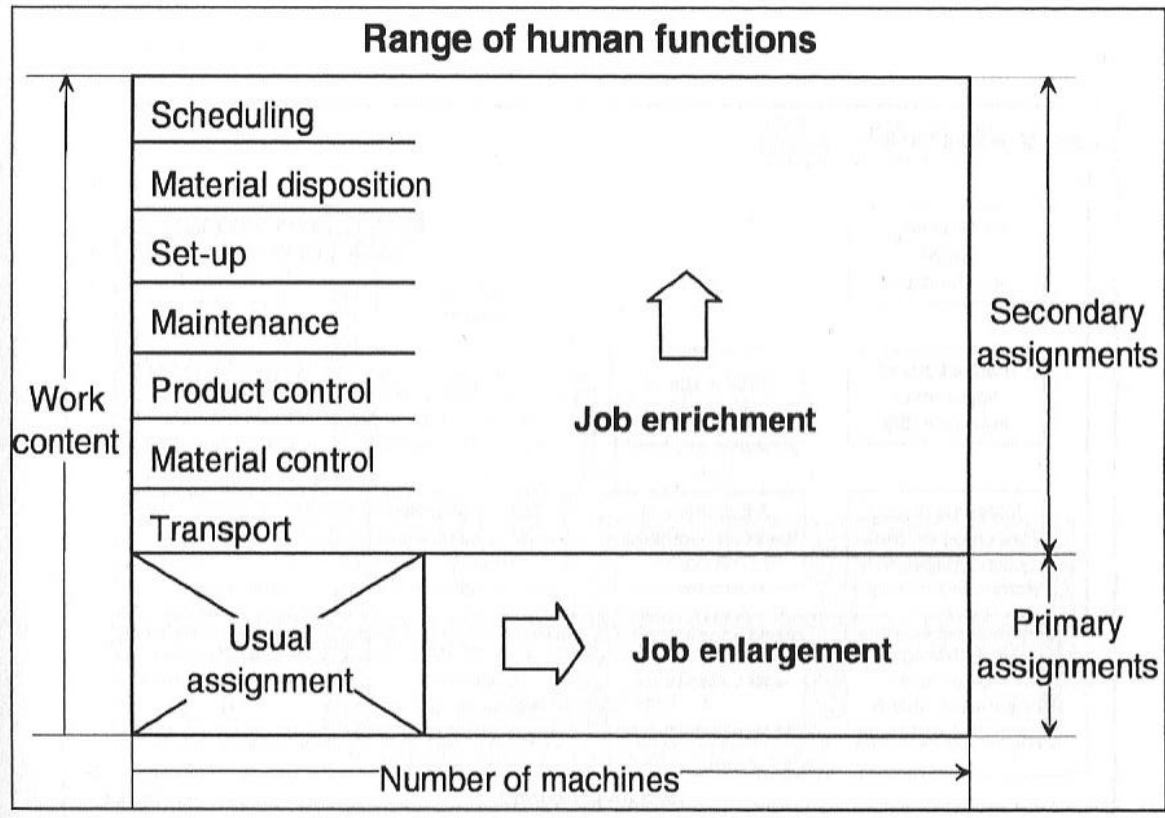 Range of human functions
Scheduling
Material disposition
Set-up
Maintenance
Product control
Material control
Transport
Work
content
Job enrichment
Secondary
assignments
Usual
assignment
Job enlargement
Primary
assignments
Number of machines